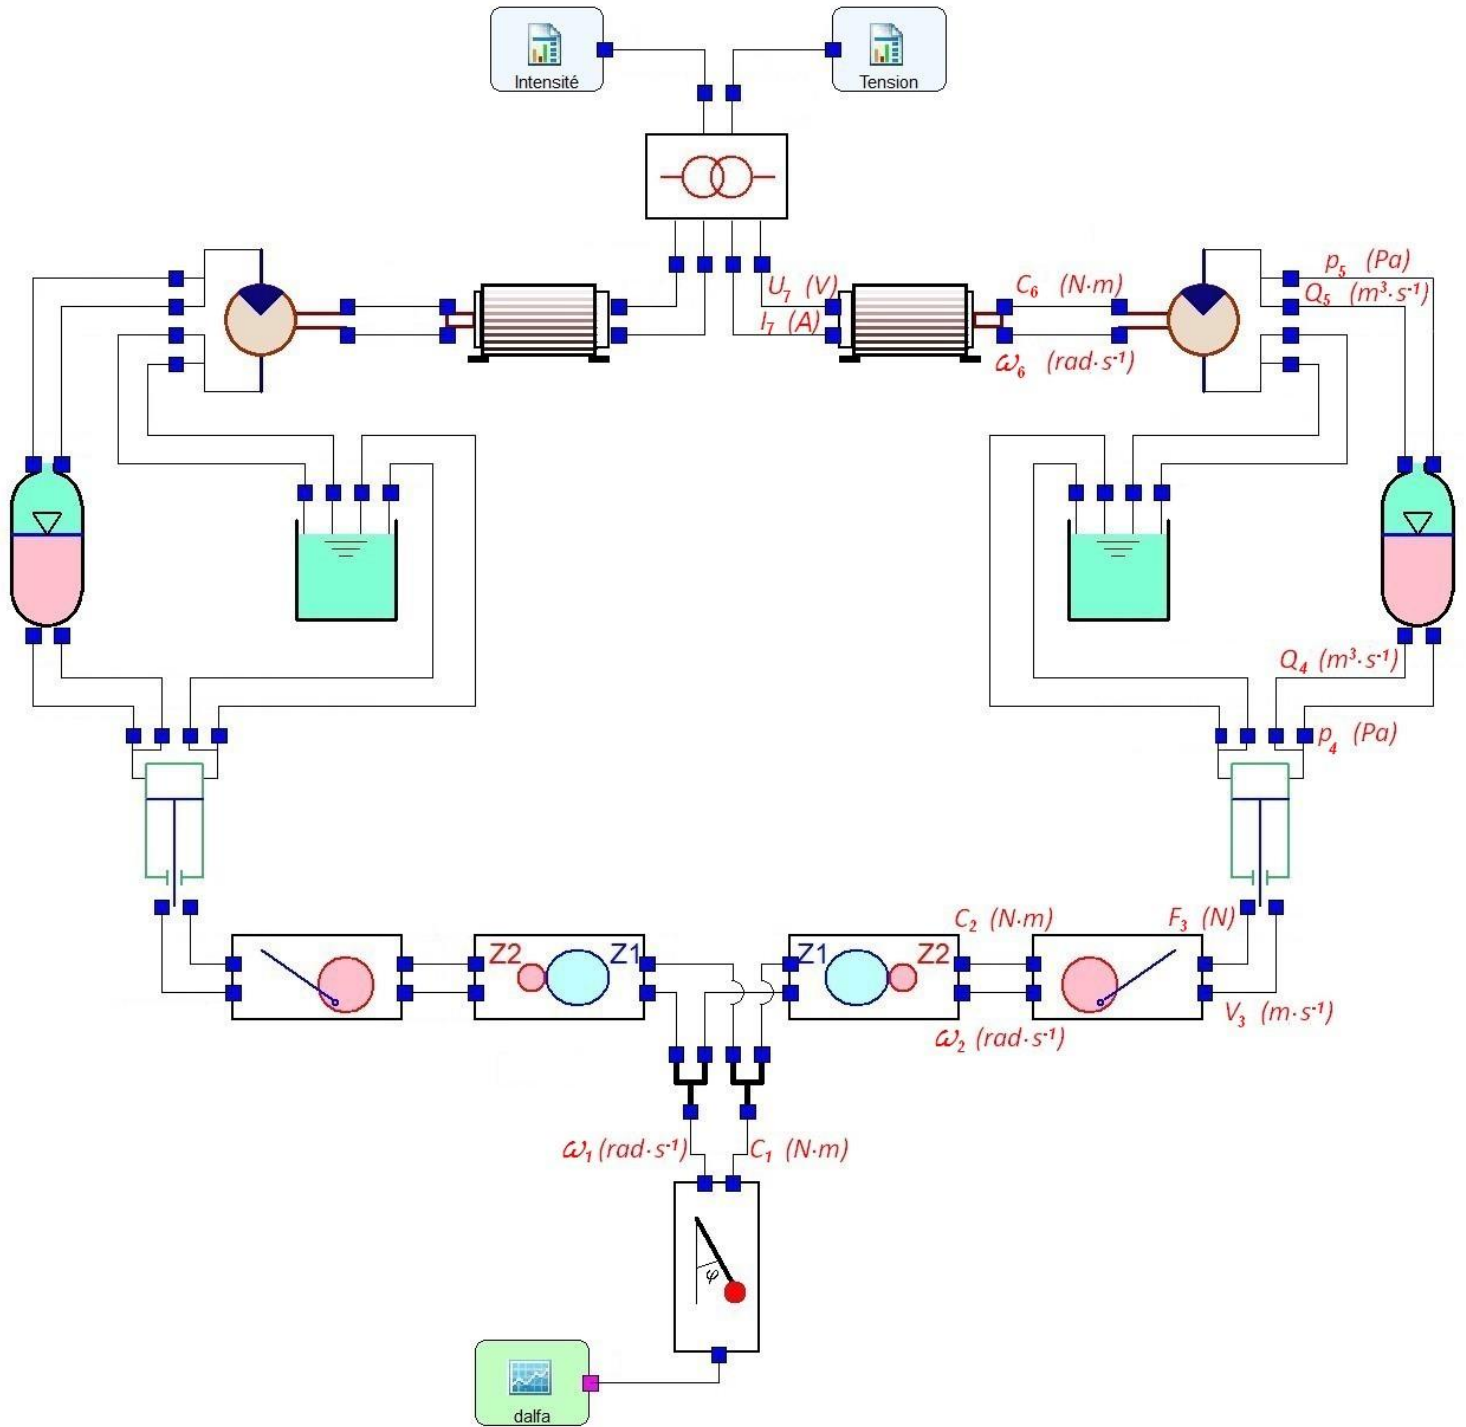 Intensité
Tension
U₇ (V)
I₇ (A)
C₆ (N·m)
ω₆ (rad·s⁻¹)
p₅ (Pa)
Q₅ (m³·s⁻¹)
Q₄ (m³·s⁻¹)
p₄ (Pa)
Z2 Z1
Z1 Z2
C₂ (N·m)
F₃ (N)
ω₂ (rad·s⁻¹)
V₃ (m·s⁻¹)
ω₁ (rad·s⁻¹)
C₁ (N·m)
φ
dalfa